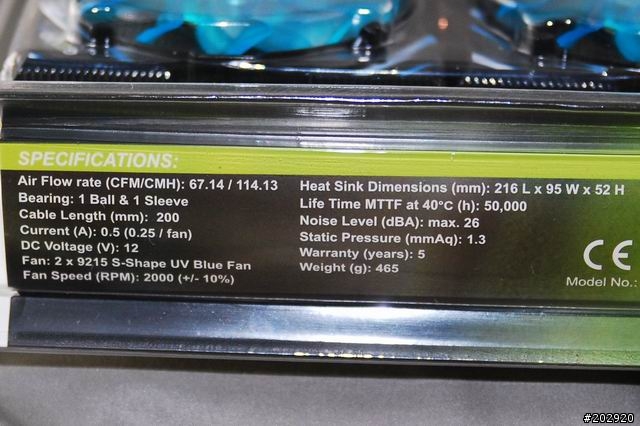 SPECIFICATIONS:
Air Flow rate (CFM/CMH): 67.14 / 114.13
Bearing: 1 Ball & 1 Sleeve
Cable Length (mm): 200
Current (A): 0.5 (0.25 / fan)
DC Voltage (V): 12
Fan: 2 x 9215 S-Shape UV Blue Fan
Fan Speed (RPM): 2000 (+/- 10%)
Heat Sink Dimensions (mm): 216 L x 95 W x 52 H
Life Time MTTF at 40°C (h): 50,000
Noise Level (dBA): max. 26
Static Pressure (mmAq): 1.3
Warranty (years): 5
Weight (g): 465
CE
Model No.:
#202920